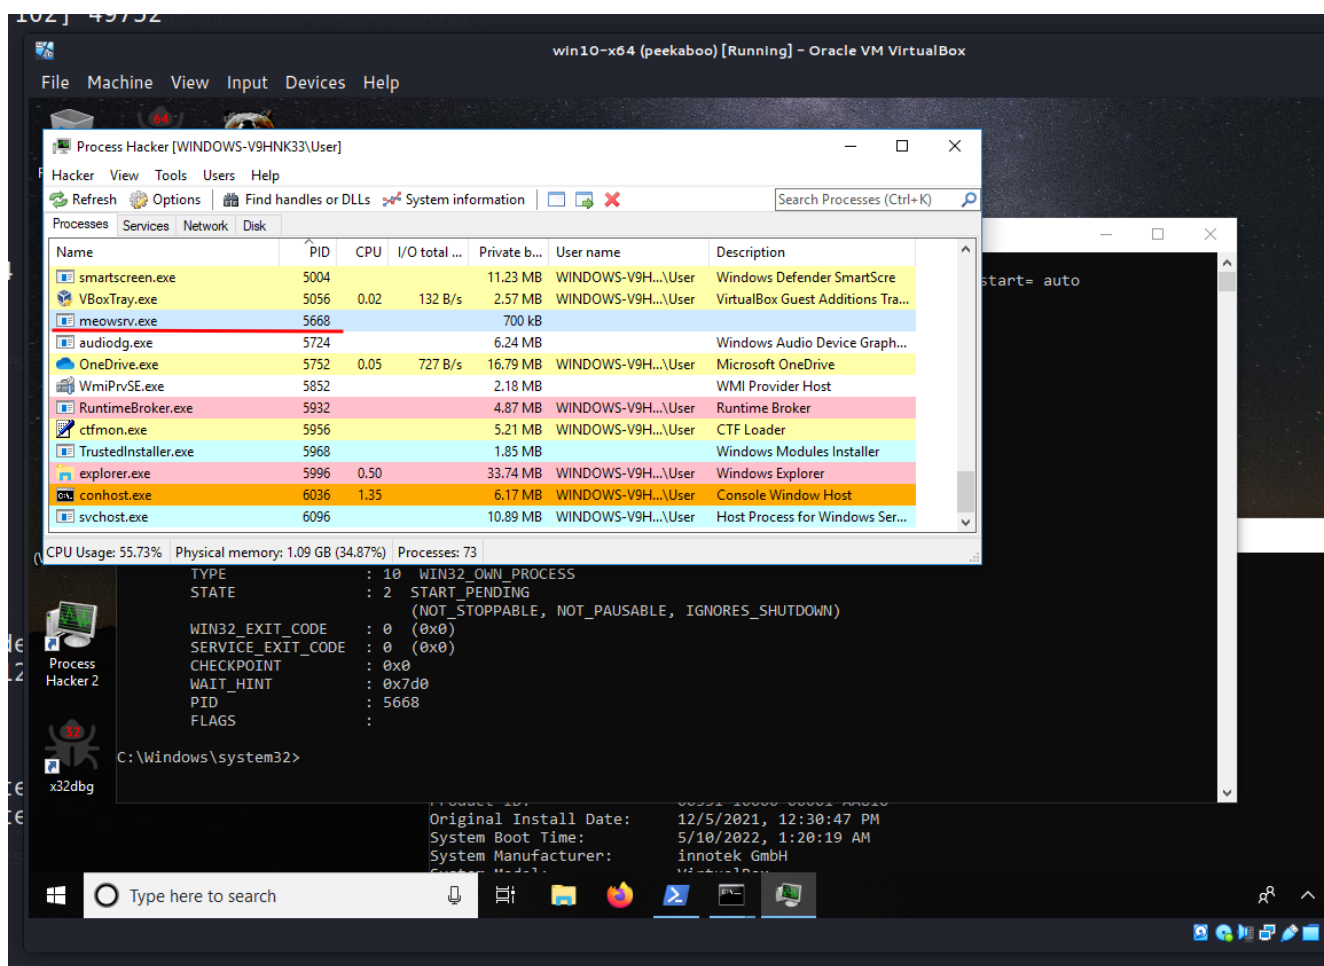 102] 49752
win10-x64 (peekaboo) [Running] - Oracle VM VirtualBox
File Machine View Input Devices Help
64
Process Hacker [WINDOWS-V9HNK33\User]
Hacker View Tools Users Help
Refresh Options Find handles or DLLs System information Search Processes (Ctrl+K)
Processes Services Network Disk
Name PID CPU I/O total ... Private b... User name Description
smartscreen.exe 5004 11.23 MB WINDOWS-V9H...\User Windows Defender SmartScre
start= auto
VBoxTray.exe 5056 0.02 132 B/s 2.57 MB WINDOWS-V9H...\User VirtualBox Guest Additions Tra...
meowsrv.exe 5668 700 kB
audiodg.exe 5724 6.24 MB Windows Audio Device Graph...
OneDrive.exe 5752 0.05 727 B/s 16.79 MB WINDOWS-V9H...\User Microsoft OneDrive
WmiPrvSE.exe 5852 2.18 MB WMI Provider Host
RuntimeBroker.exe 5932 4.87 MB WINDOWS-V9H...\User Runtime Broker
ctfmon.exe 5956 5.21 MB WINDOWS-V9H...\User CTF Loader
TrustedInstaller.exe 5968 1.85 MB Windows Modules Installer
explorer.exe 5996 0.50 33.74 MB WINDOWS-V9H...\User Windows Explorer
conhost.exe 6036 1.35 6.17 MB WINDOWS-V9H...\User Console Window Host
svchost.exe 6096 10.89 MB WINDOWS-V9H...\User Host Process for Windows Ser...
CPU Usage: 55.73% Physical memory: 1.09 GB (34.87%) Processes: 73
TYPE : 10 WIN32_OWN_PROCESS
STATE : 2 START_PENDING
(NOT_STOPPABLE, NOT_PAUSABLE, IGNORES_SHUTDOWN)
WIN32_EXIT_CODE : 0 (0x0)
SERVICE_EXIT_CODE : 0 (0x0)
CHECKPOINT : 0x0
WAIT_HINT : 0x7d0
PID : 5668
FLAGS :
Process
Hacker 2
C:\Windows\system32>
32
x32dbg
Original Install Date: 12/5/2021, 12:30:47 PM
System Boot Time: 5/10/2022, 1:20:19 AM
System Manufacturer: innotek GmbH
Type here to search